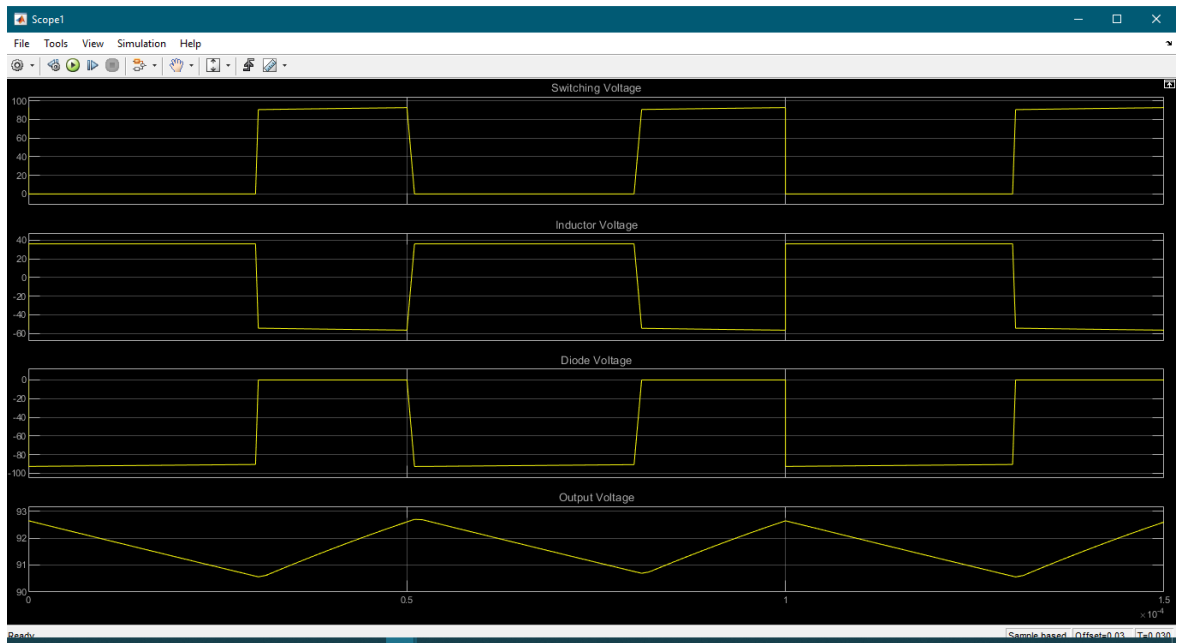 Scope1
File Tools View Simulation Help
Switching Voltage
100
80
60
40
20
0
Inductor Voltage
40
20
0
-20
-40
-60
Diode Voltage
0
-20
-40
-60
-80
-100
Output Voltage
93
92
91
90
0 0.5 1 1.5
×10⁻⁴
Ready Sample based Offset=0.03 T=0.030